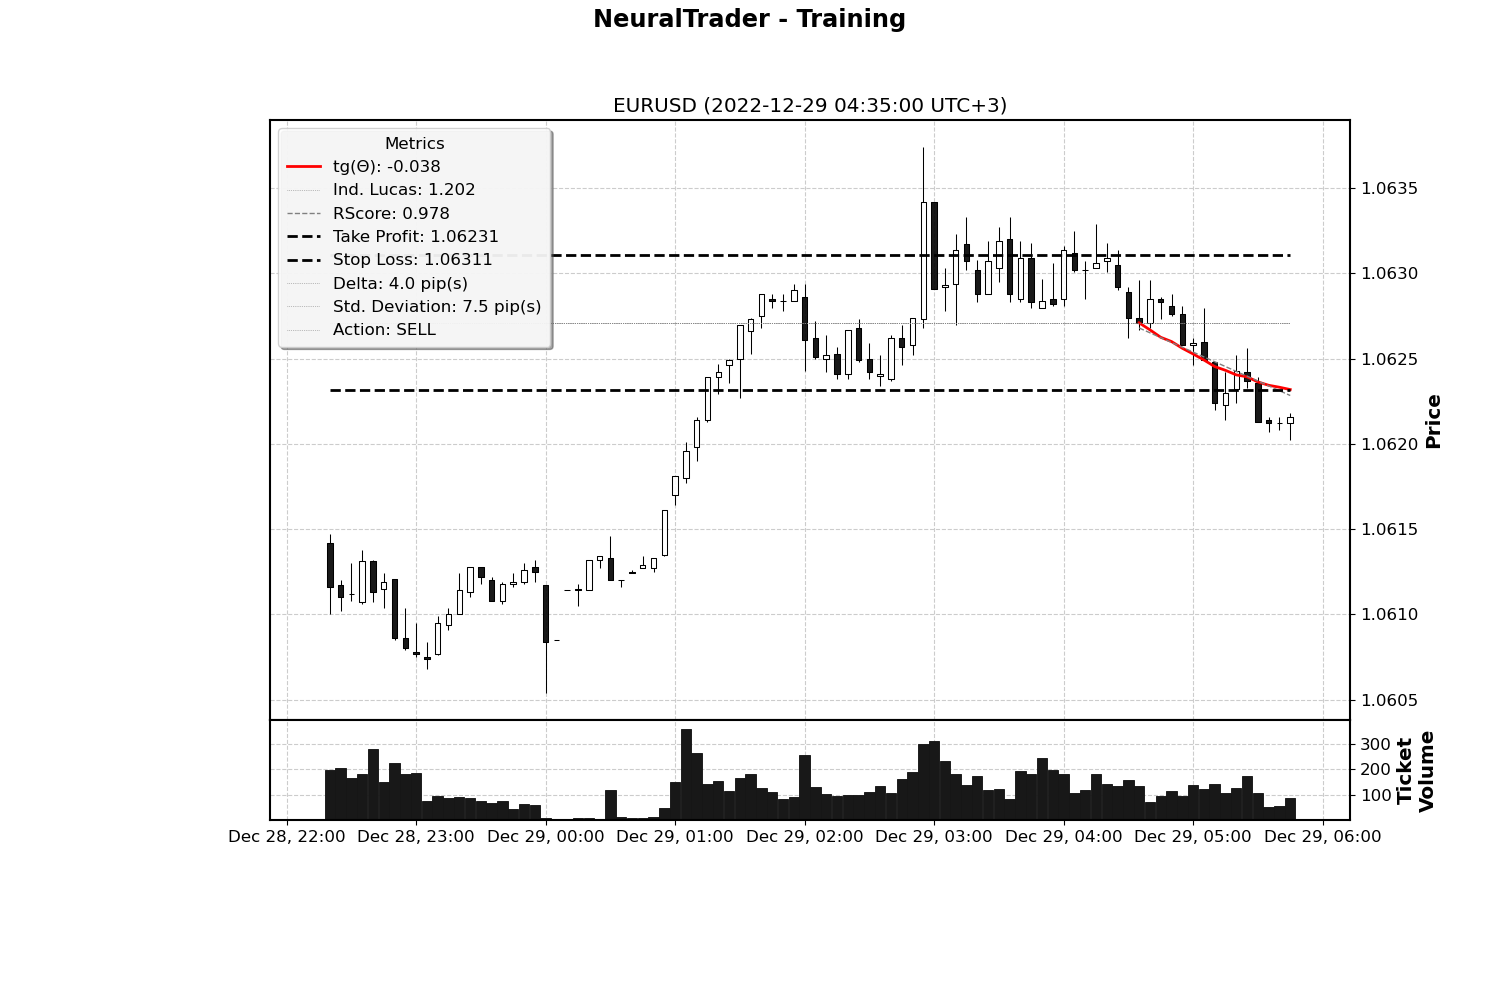 NeuralTrader - Training
EURUSD (2022-12-29 04:35:00 UTC+3)
Metrics
tg(Θ): -0.038
Ind. Lucas: 1.202
RScore: 0.978
Take Profit: 1.06231
Stop Loss: 1.06311
Delta: 4.0 pip(s)
Std. Deviation: 7.5 pip(s)
Action: SELL
1.0635
1.0630
1.0625
1.0620
1.0615
1.0610
1.0605
Price
300
200
100
Ticket
Volume
Dec 28, 22:00 Dec 28, 23:00 Dec 29, 00:00 Dec 29, 01:00 Dec 29, 02:00 Dec 29, 03:00 Dec 29, 04:00 Dec 29, 05:00 Dec 29, 06:00